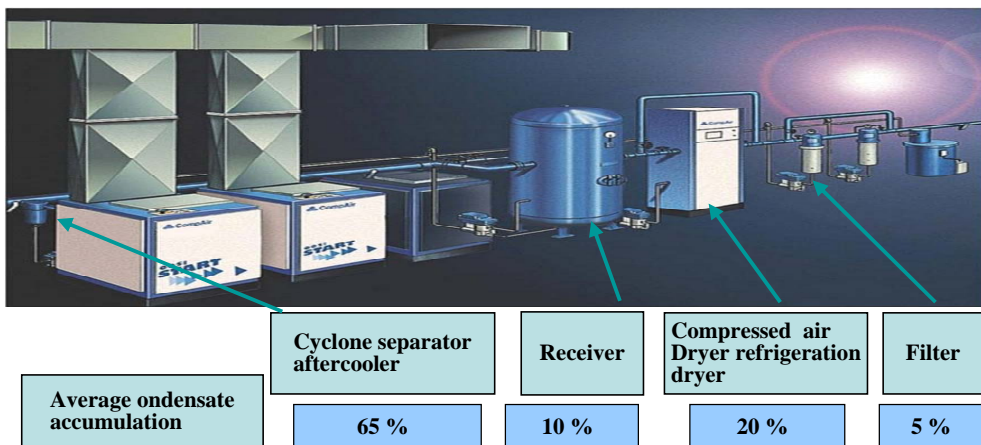 CompAir
CompAir
CompAir
START
START
Cyclone separator
aftercooler
Receiver
Compressed air
Dryer refrigeration
dryer
Filter
Average ondensate
accumulation
65 %
10 %
20 %
5 %